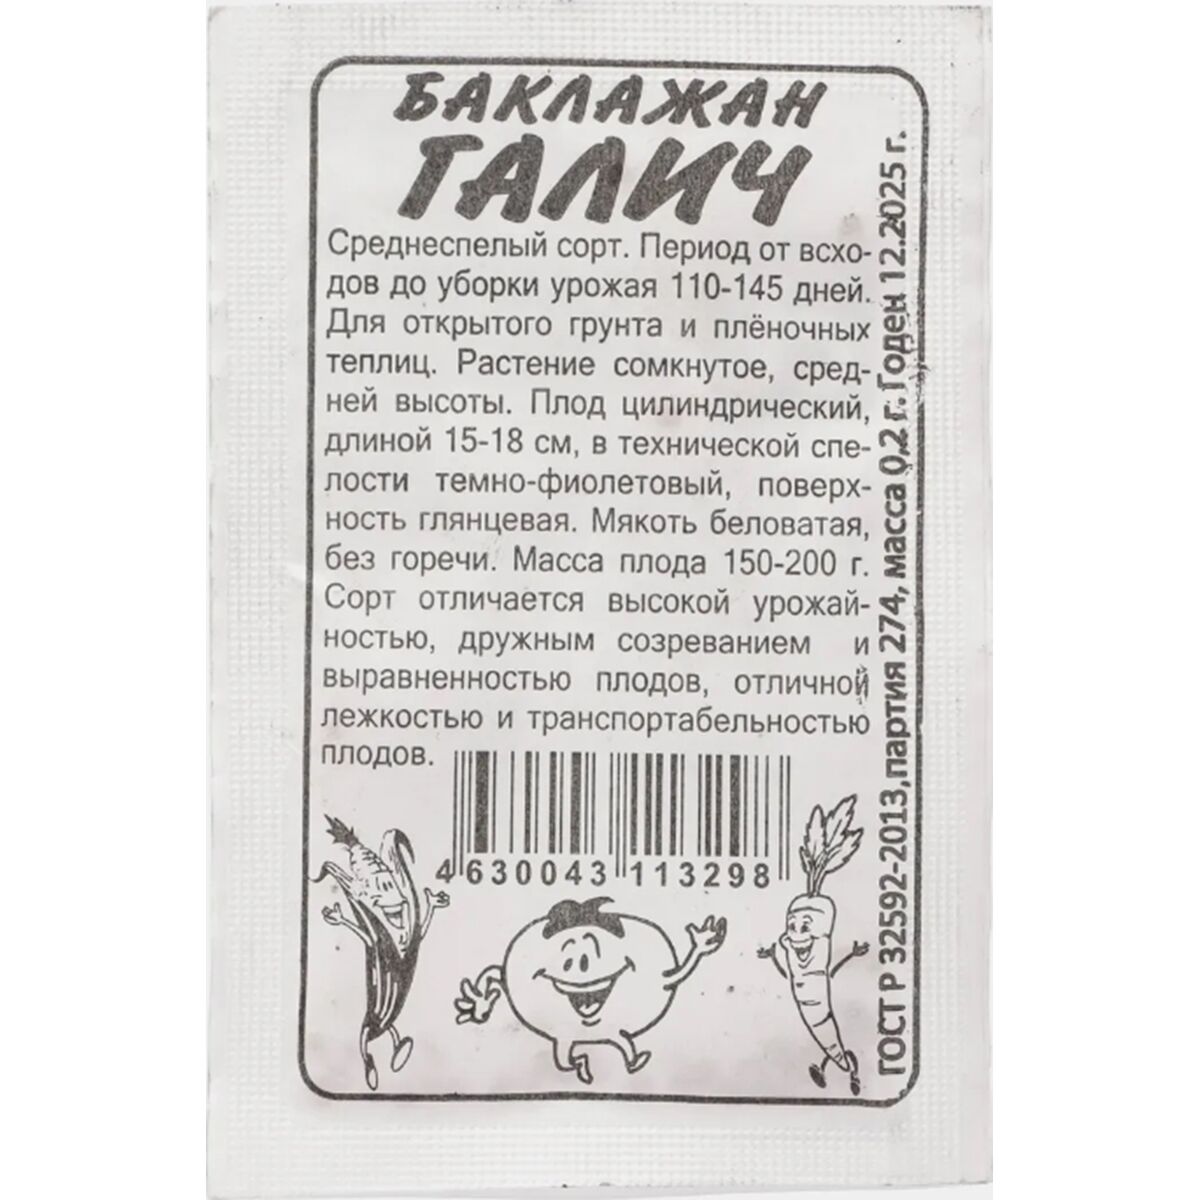 БАКЛАЖАН
ГАЛИЧ
Среднеспелый сорт. Период от всхо-
дов до уборки урожая 110-145 дней.
Для открытого грунта и плёночных
теплиц. Растение сомкнутое, сред-
ней высоты. Плод цилиндрический,
длиной 15-18 см, в технической спе-
лости темно-фиолетовый, поверх-
ность глянцевая. Мякоть беловатая,
без горечи. Масса плода 150-200 г.
Сорт отличается высокой урожай-
ностью, дружным созреванием и
выравненностью плодов, отличной
лежкостью и транспортабельностью
плодов.
4 630043 113298
ГОСТ Р 32592-2013,партия 274, масса 0,2 г. Годен 12.2025 г.